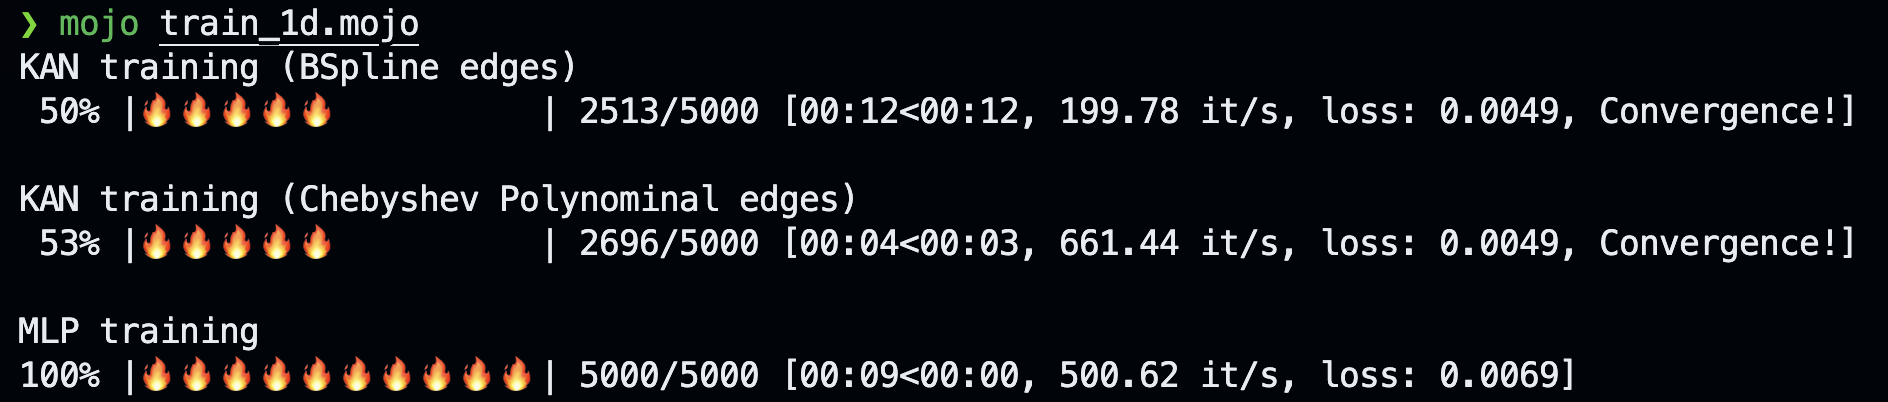 ❯ mojo train_1d.mojo
KAN training (BSpline edges)
50% |🔥🔥🔥🔥🔥 | 2513/5000 [00:12<00:12, 199.78 it/s, loss: 0.0049, Convergence!]
KAN training (Chebyshev Polynominal edges)
53% |🔥🔥🔥🔥🔥 | 2696/5000 [00:04<00:03, 661.44 it/s, loss: 0.0049, Convergence!]
MLP training
100% |🔥🔥🔥🔥🔥🔥🔥🔥🔥🔥| 5000/5000 [00:09<00:00, 500.62 it/s, loss: 0.0069]